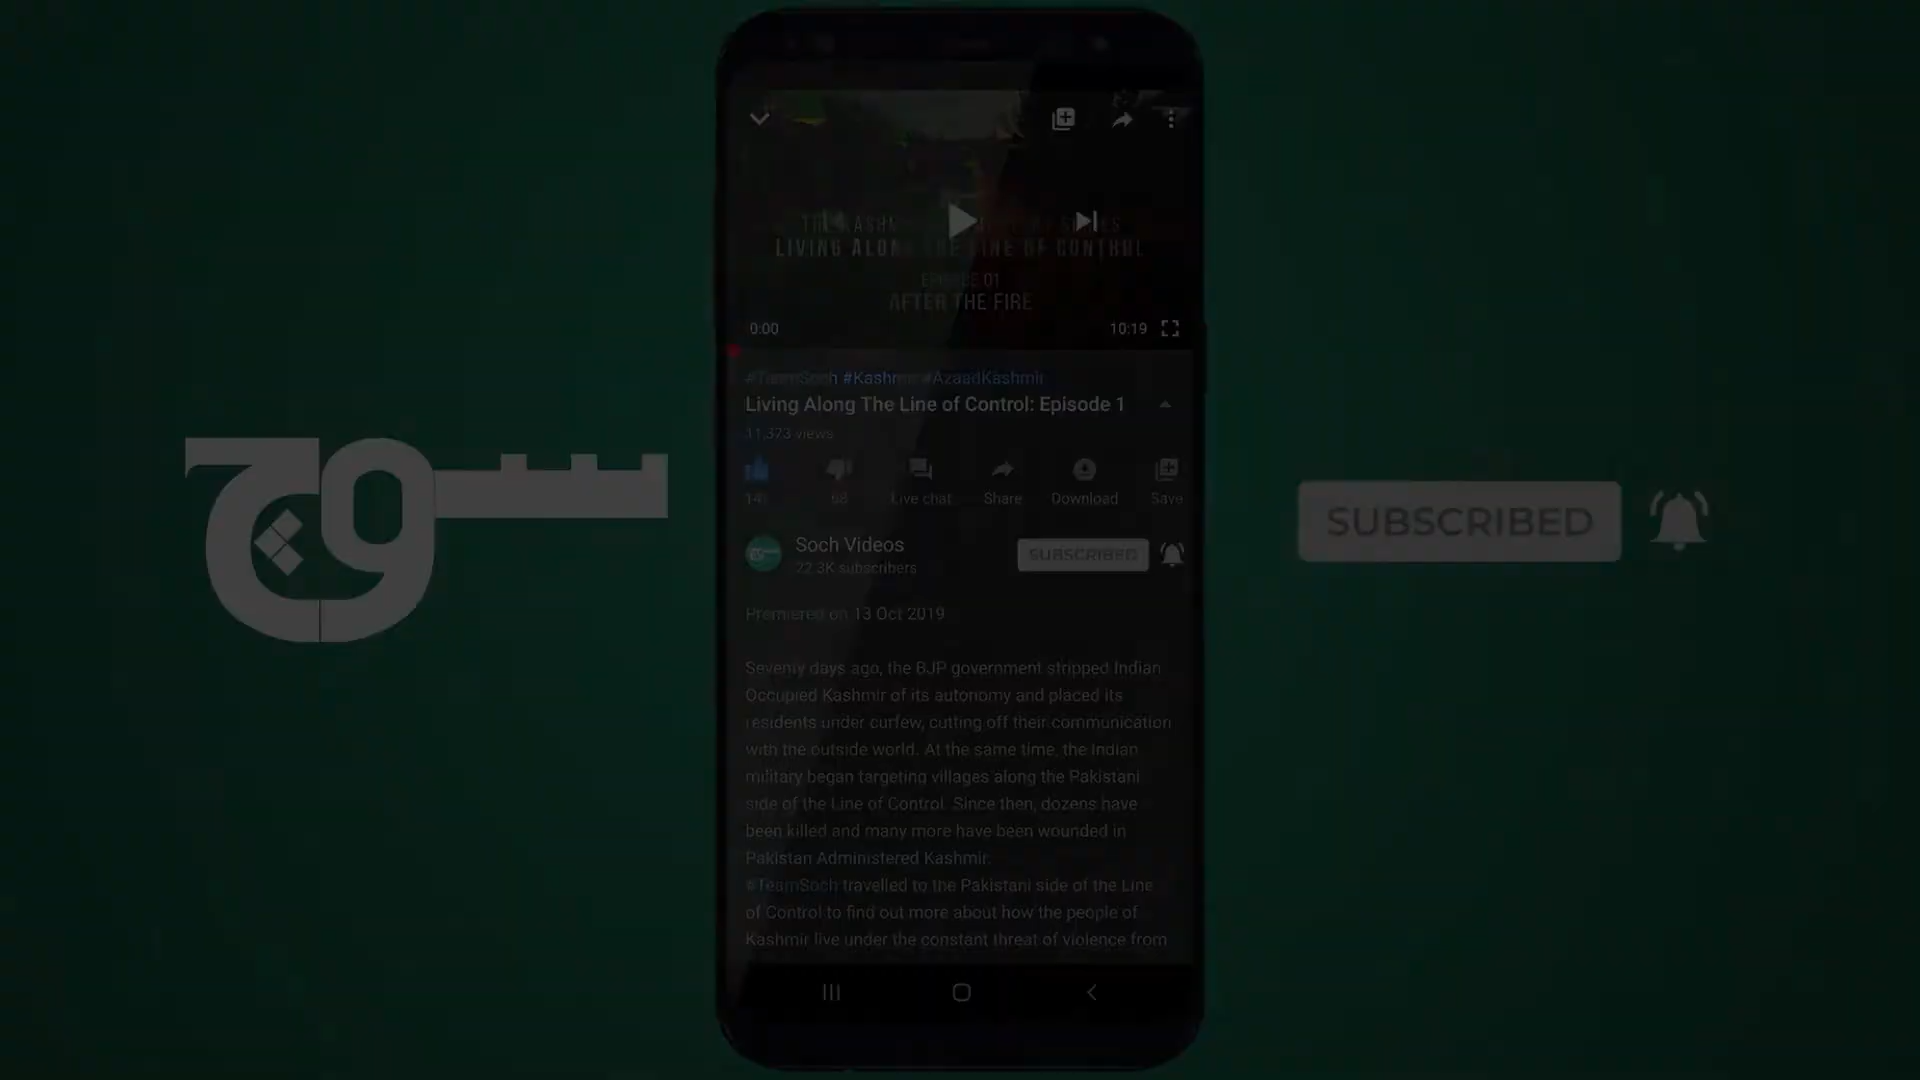 THE KASHMIR
LIVING ALONG THE LINE OF CONTROL
EPISODE 01
AFTER THE FIRE
0:00
10:19
#TeamSoch #Kashmir #AzaadKashmir
Living Along The Line of Control: Episode 1
11,373 views
68
Live chat
Share
Download
Save
سوچ
Soch Videos
22.3K subscribers
SUBSCRIBED
SUBSCRIBED
Premiered on 13 Oct 2019
Seventy days ago, the BJP government stripped Indian
Occupied Kashmir of its autonomy and placed its
residents under curfew, cutting off their communication
with the outside world. At the same time, the Indian
military began targeting villages along the Pakistani
side of the Line of Control. Since then, dozens have
been killed and many more have been wounded in
Pakistan Administered Kashmir.
#TeamSoch travelled to the Pakistani side of the Line
of Control to find out more about how the people of
Kashmir live under the constant threat of violence from